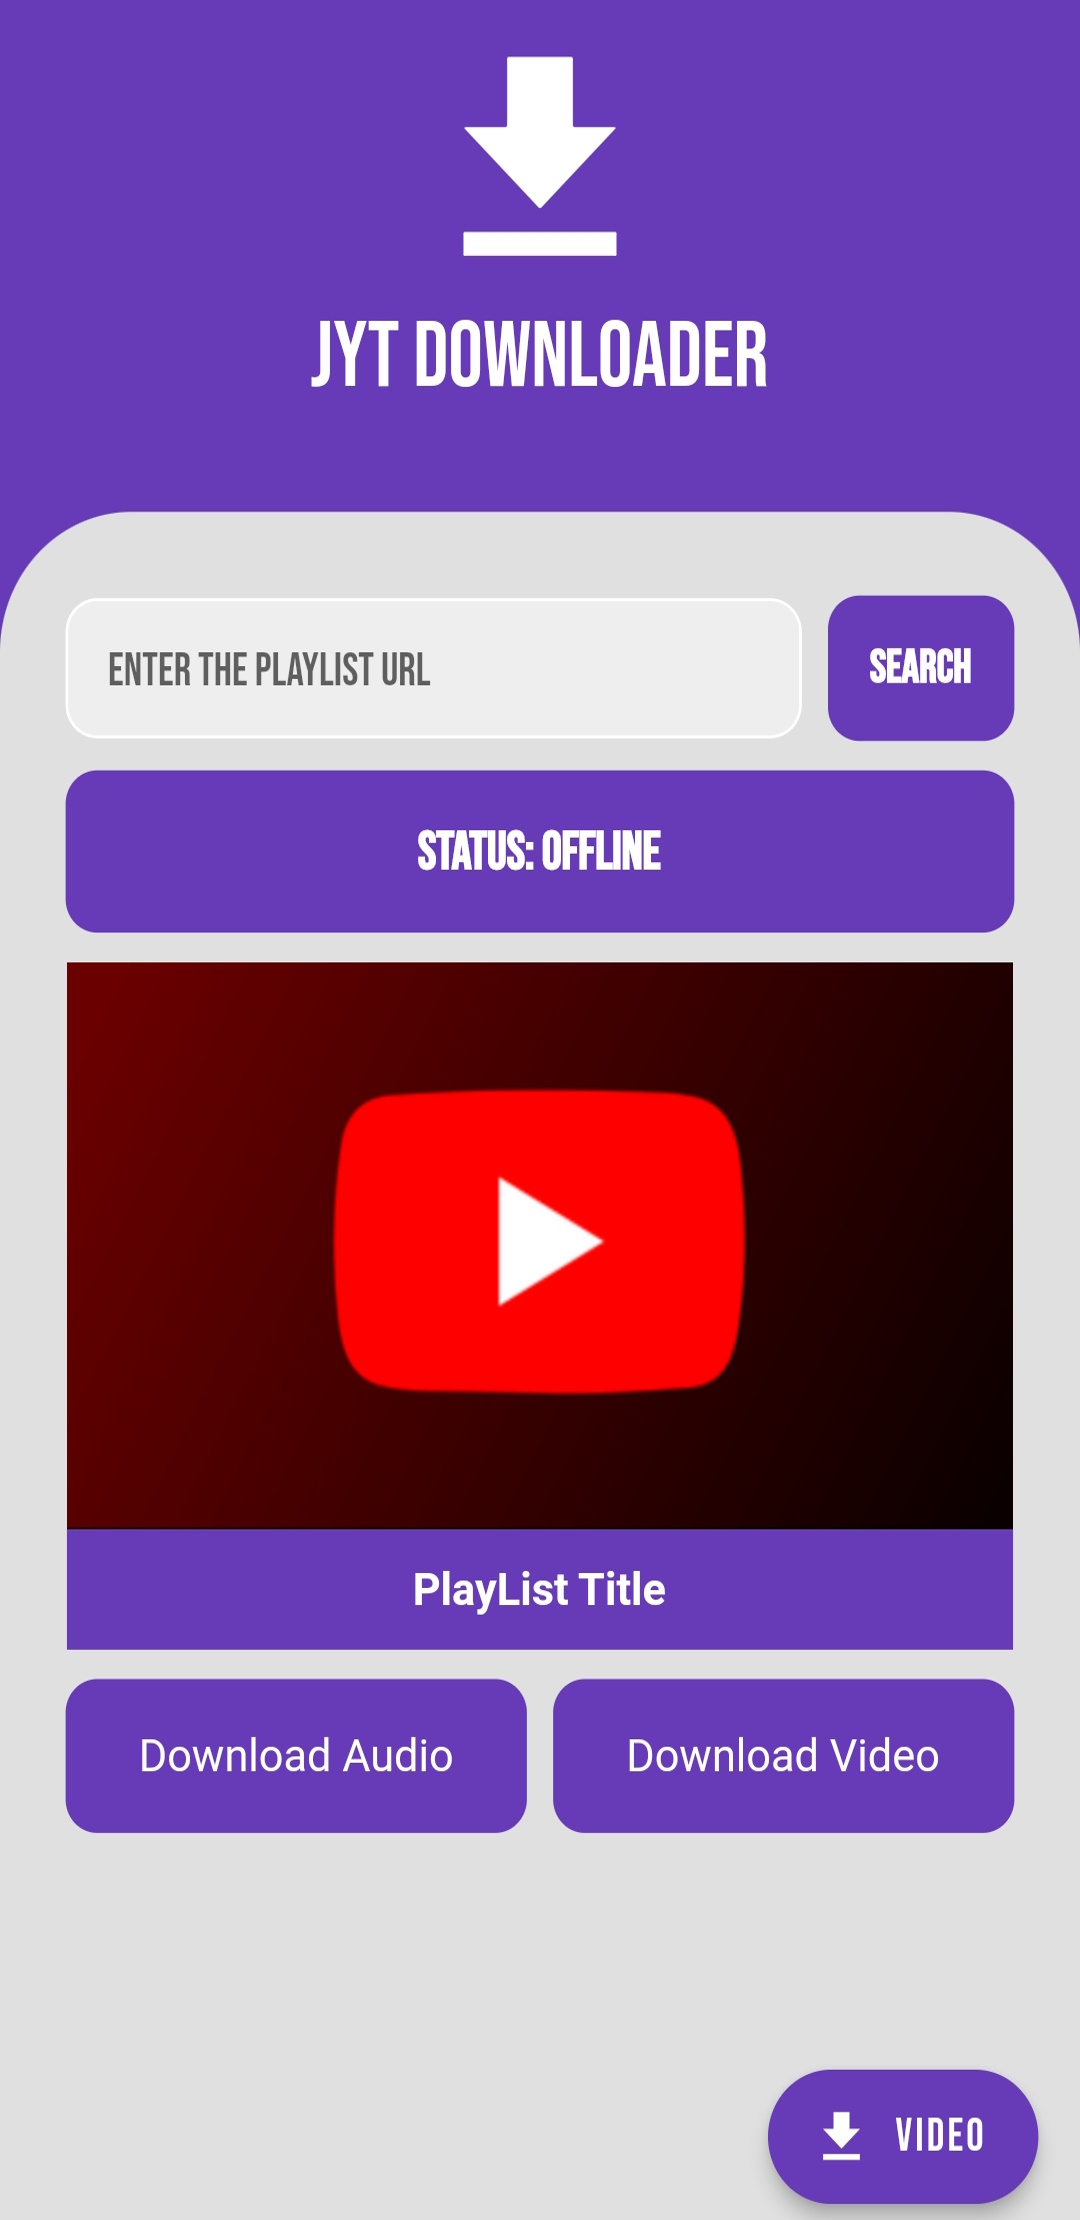 JYT DOWNLOADER
ENTER THE PLAYLIST URL
SEARCH
STATUS: OFFLINE
PlayList Title
Download Audio
Download Video
VIDEO